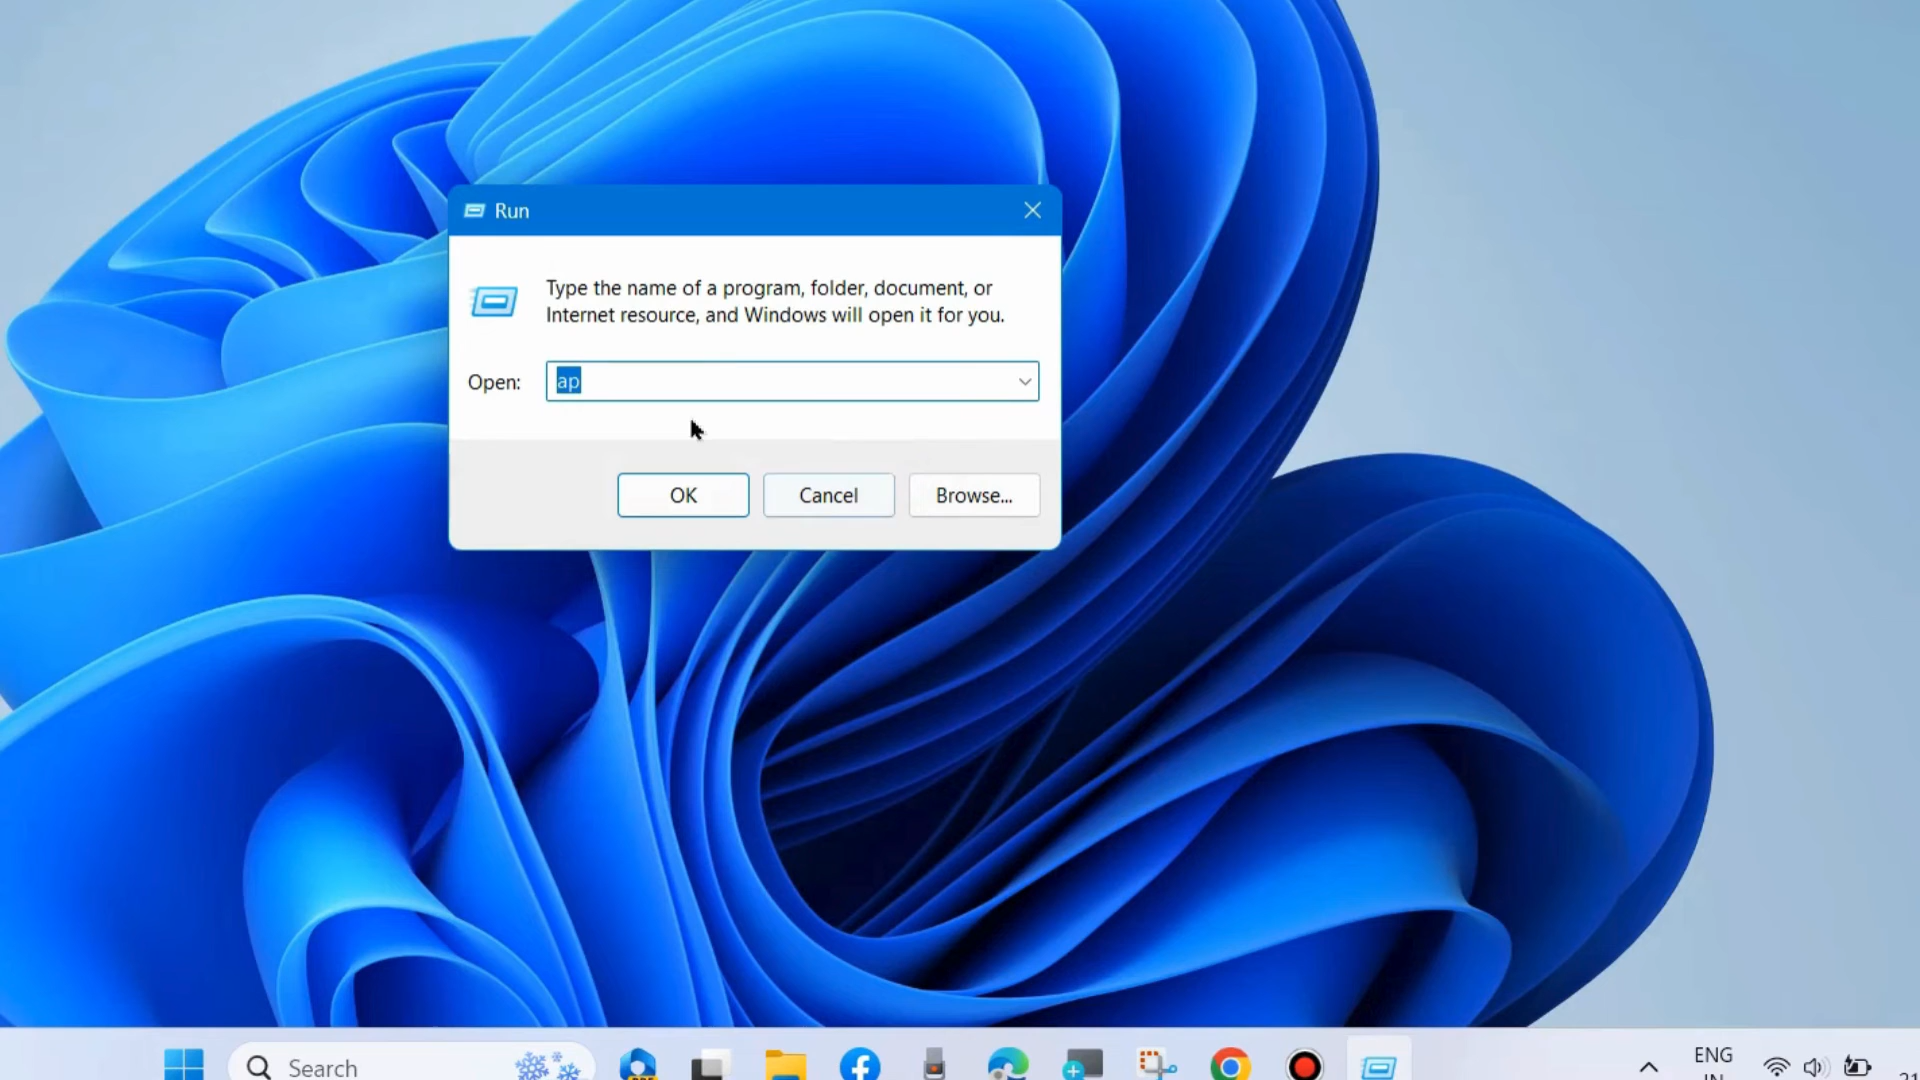 Run
Type the name of a program, folder, document, or
Internet resource, and Windows will open it for you.
Open:
ap
OK
Cancel
Browse...
Search
ENG
IN